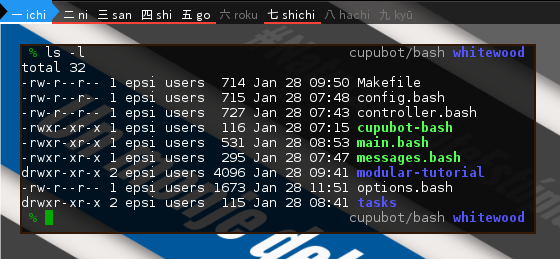 一 ichi 二 ni 三 san 四 shi 五 go 六 roku 七 shichi 八 hachi 九 kyū
% ls -l cupubot/bash whitewood
total 32
-rw-r--r-- 1 epsi users 714 Jan 28 09:50 Makefile
-rw-r--r-- 1 epsi users 715 Jan 28 07:48 config.bash
-rw-r--r-- 1 epsi users 727 Jan 28 07:43 controller.bash
-rwxr-xr-x 1 epsi users 116 Jan 28 07:15 cupubot-bash
-rwxr-xr-x 1 epsi users 531 Jan 28 08:53 main.bash
-rwxr-xr-x 1 epsi users 295 Jan 28 07:47 messages.bash
drwxr-xr-x 2 epsi users 4096 Jan 28 09:41 modular-tutorial
-rw-r--r-- 1 epsi users 1673 Jan 28 11:51 options.bash
drwxr-xr-x 2 epsi users 115 Jan 28 08:41 tasks
% cupubot/bash whitewood